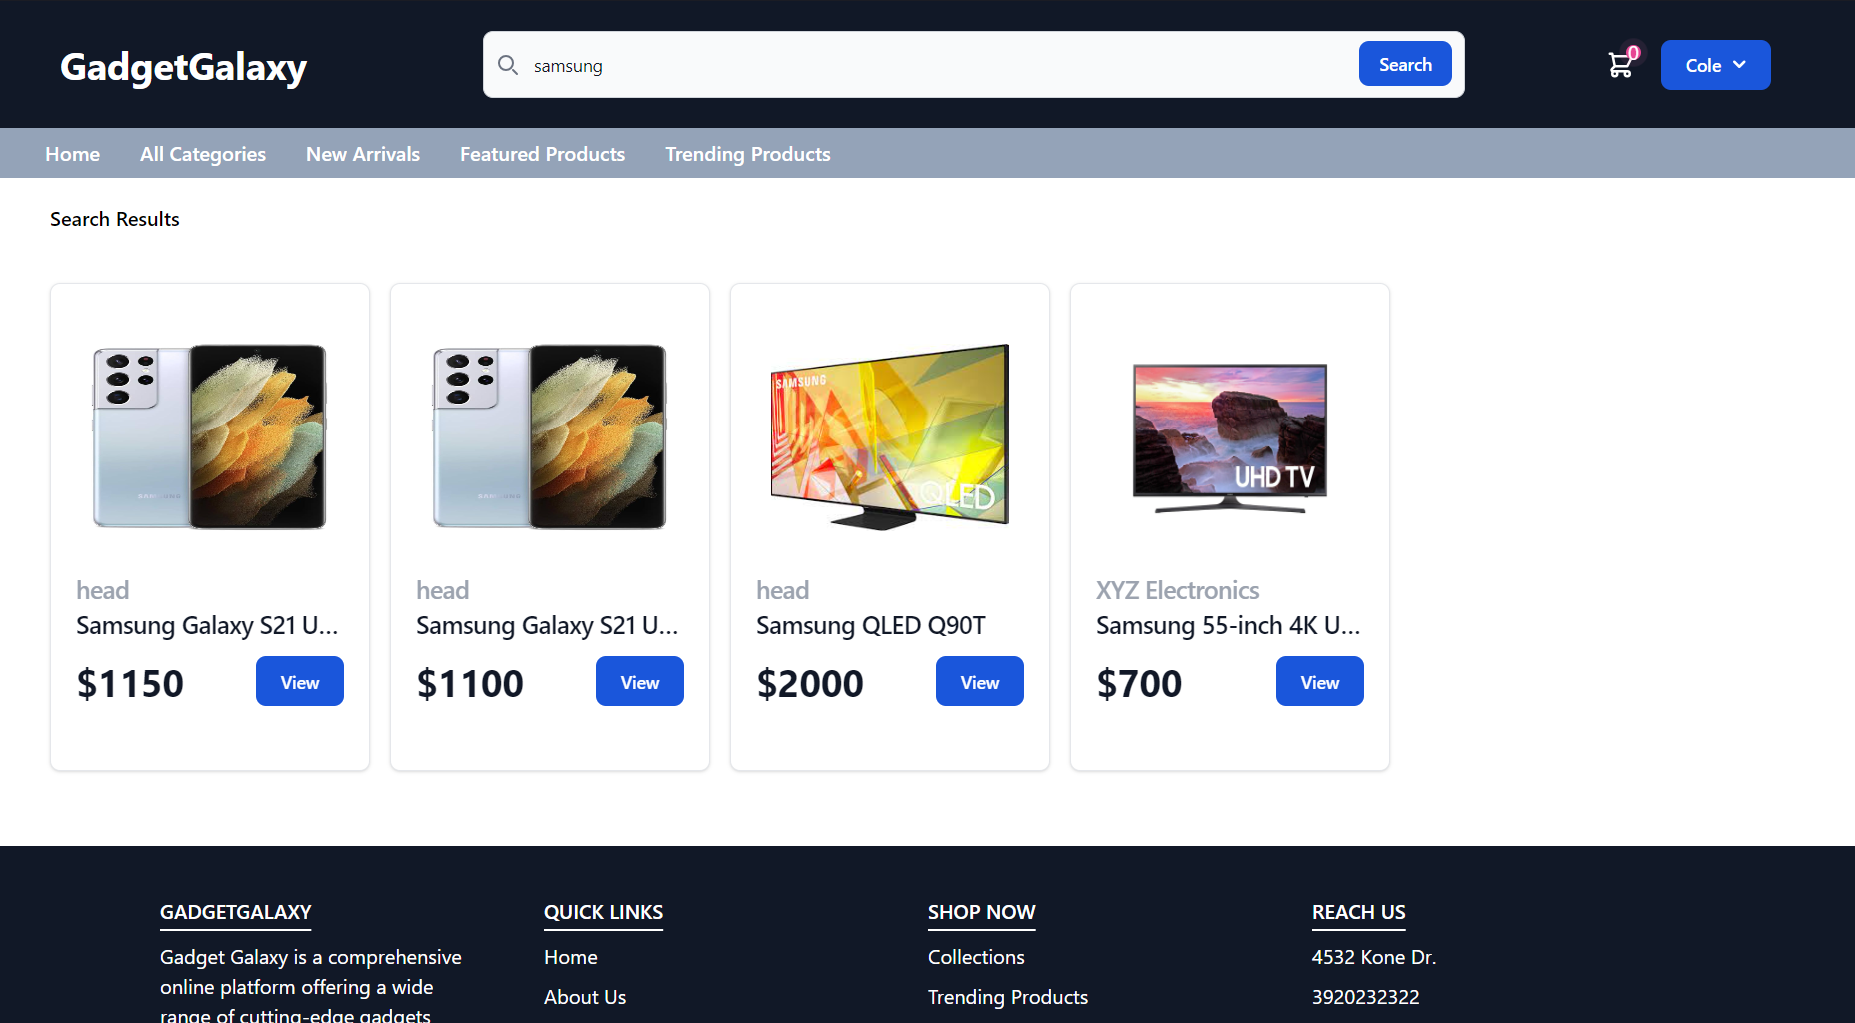 GadgetGalaxy
samsung
Search
0
Cole
Home
All Categories
New Arrivals
Featured Products
Trending Products
Search Results
SAMSUNG
SAMSUNG
SAMSUNG
QLED
UHD TV
head
Samsung Galaxy S21 U...
$1150
View
head
Samsung Galaxy S21 U...
$1100
View
head
Samsung QLED Q90T
$2000
View
XYZ Electronics
Samsung 55-inch 4K U...
$700
View
GADGETGALAXY
Gadget Galaxy is a comprehensive
online platform offering a wide
range of cutting-edge gadgets
QUICK LINKS
Home
About Us
SHOP NOW
Collections
Trending Products
REACH US
4532 Kone Dr.
3920232322